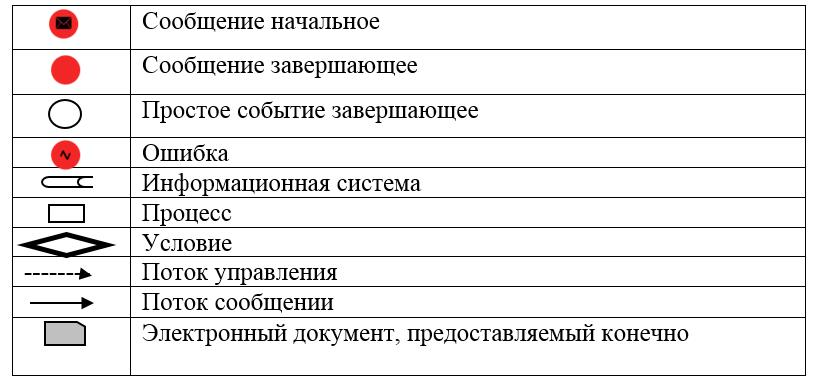 Сообщение начальное
Сообщение завершающее
Простое событие завершающее
Ошибка
Информационная система
Процесс
Условие
Поток управления
Поток сообщении
Электронный документ, предоставляемый конечно